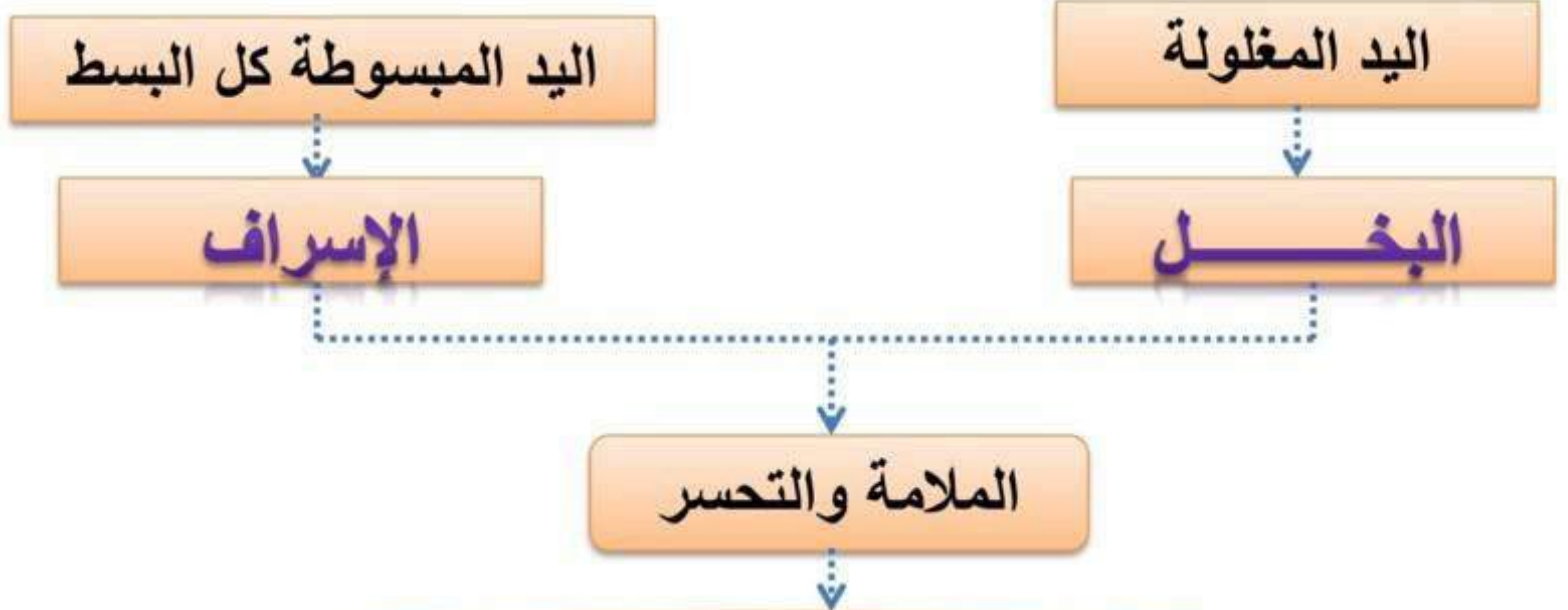 اليد المغلولة
اليد المبسوطة كل البسط
البخـــــــل
الإسراف
الملامة والتحسر